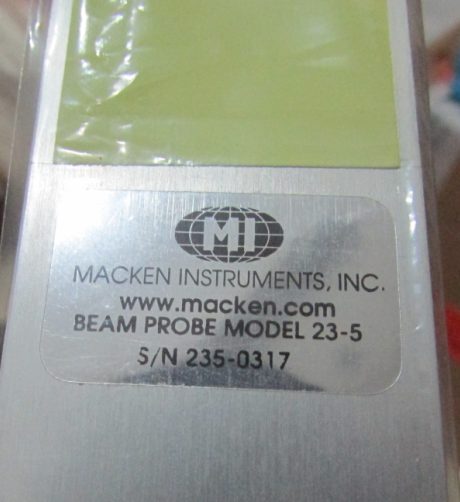 MI
MACKEN INSTRUMENTS, INC.
www.macken.com
BEAM PROBE MODEL 23-5
S/N 235-0317